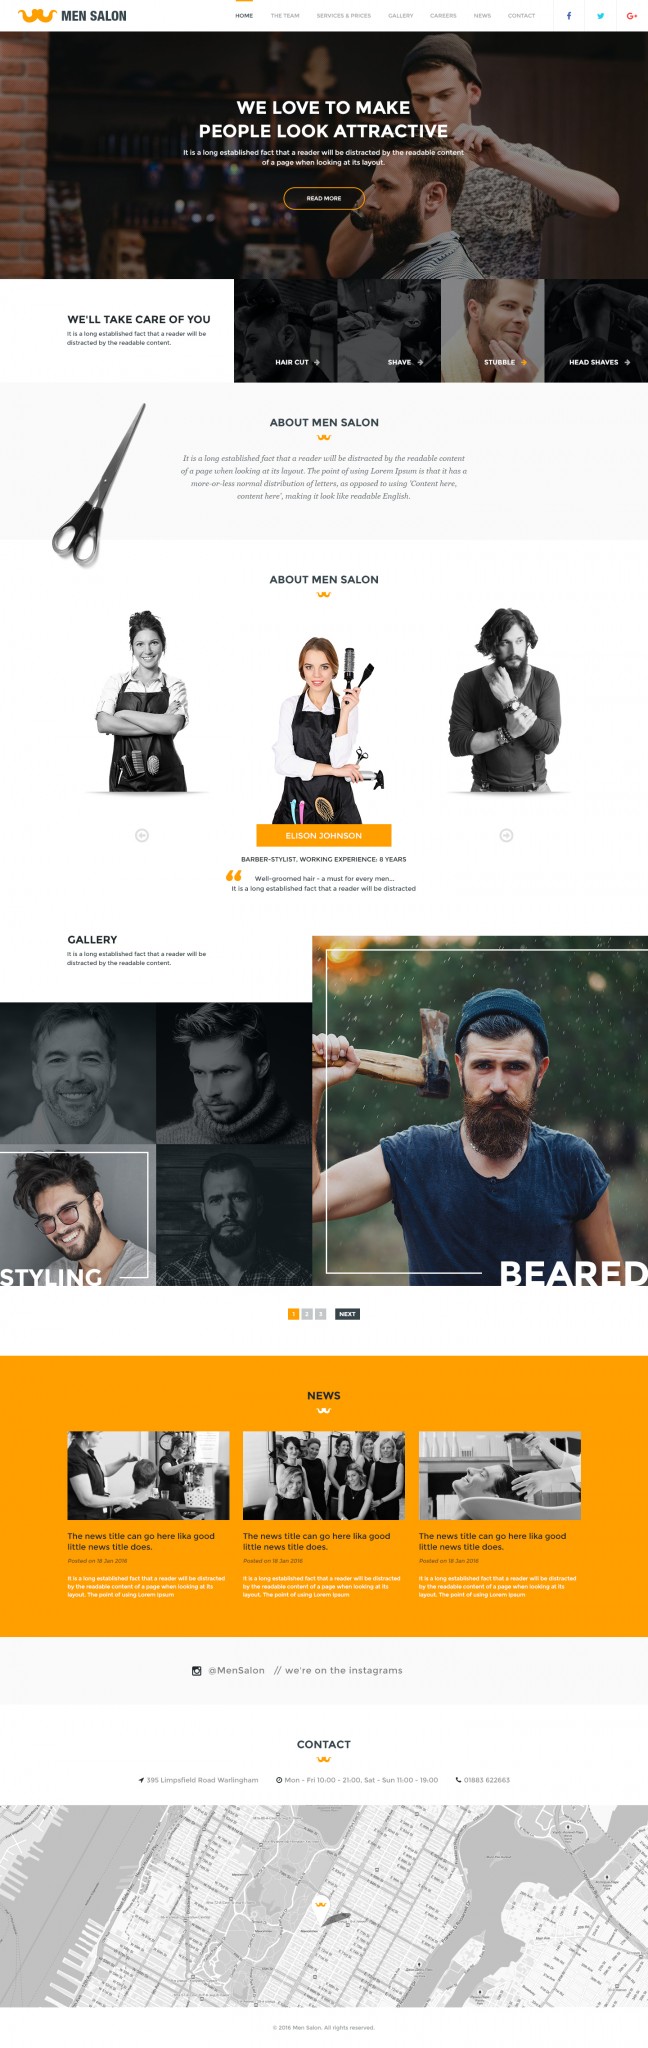 MEN SALON
HOME THE TEAM SERVICES & PRICES GALLERY CAREERS NEWS CONTACT
G+
WE LOVE TO MAKE
PEOPLE LOOK ATTRACTIVE
It is a long established fact that a reader will be distracted by the readable content
of a page when looking at its layout.
READ MORE
WE'LL TAKE CARE OF YOU
It is a long established fact that a reader will be
distracted by the readable content.
HAIR CUT
SHAVE
STUBBLE
HEAD SHAVES
ABOUT MEN SALON
It is a long established fact that a reader will be distracted by the readable content
of a page when looking at its layout. The point of using Lorem Ipsum is that it has a
more-or-less normal distribution of letters, as opposed to using 'Content here,
content here', making it look like readable English.
ABOUT MEN SALON
ELISON JOHNSON
BARBER-STYLIST, WORKING EXPERIENCE: 8 YEARS
Well-groomed hair - a must for every men...
It is a long established fact that a reader will be distracted
GALLERY
It is a long established fact that a reader will be
distracted by the readable content.
STYLING
BEARED
1 2 3 NEXT
NEWS
The news title can go here lika good
little news title does.
Posted on 16 Jan 2016
It is a long established fact that a reader will be distracted
by the readable content of a page when looking at its
layout. The point of using Lorem Ipsum
The news title can go here lika good
little news title does.
Posted on 16 Jan 2016
It is a long established fact that a reader will be distracted
by the readable content of a page when looking at its
layout. The point of using Lorem Ipsum
The news title can go here lika good
little news title does.
Posted on 16 Jan 2016
It is a long established fact that a reader will be distracted
by the readable content of a page when looking at its
layout. The point of using Lorem Ipsum
@MenSalon // we're on the instagrams
CONTACT
395 Limpsfield Road Warlingham Mon - Fri 10:00 - 21:00, Sat - Sun 11:00 - 19:00 01883 622663
© 2016 Men Salon. All rights reserved.